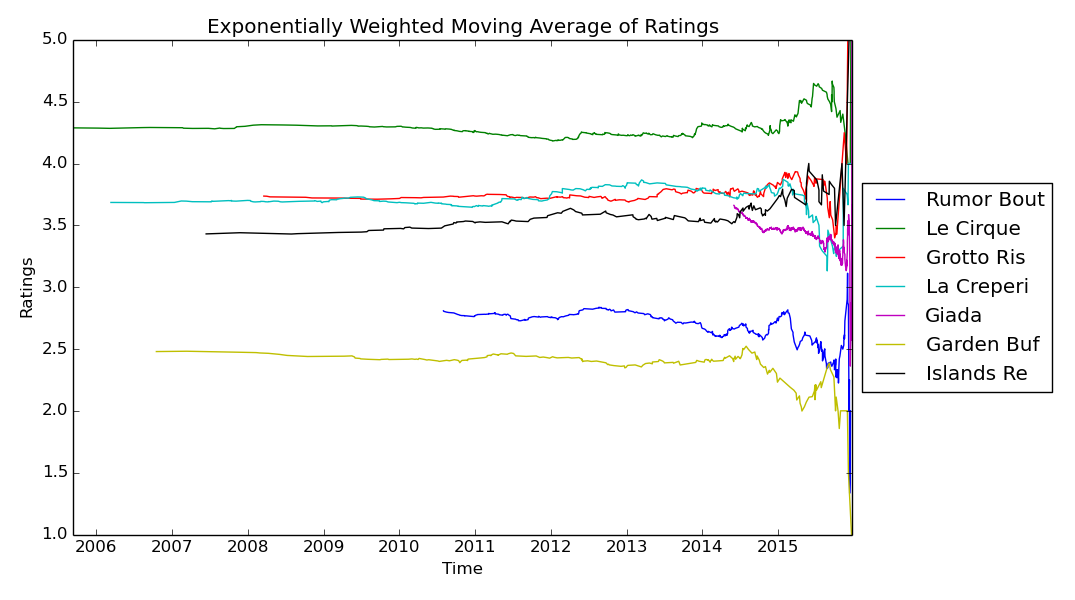 Exponentially Weighted Moving Average of Ratings
5.0
4.5
4.0
3.5
3.0
2.5
2.0
1.5
1.0
Ratings
2006 2007 2008 2009 2010 2011 2012 2013 2014 2015
Time
Rumor Bout
Le Cirque
Grotto Ris
La Creperi
Giada
Garden Buf
Islands Re